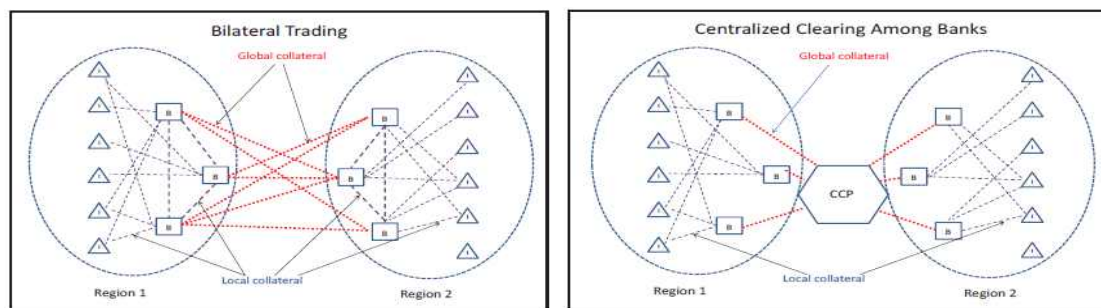 Bilateral Trading
Global collateral
B
B
B
B
B
B
Local collateral
Region 1
Region 2
Centralized Clearing Among Banks
Global collateral
B
B
B
CCP
B
B
B
Local collateral
Region 1
Region 2